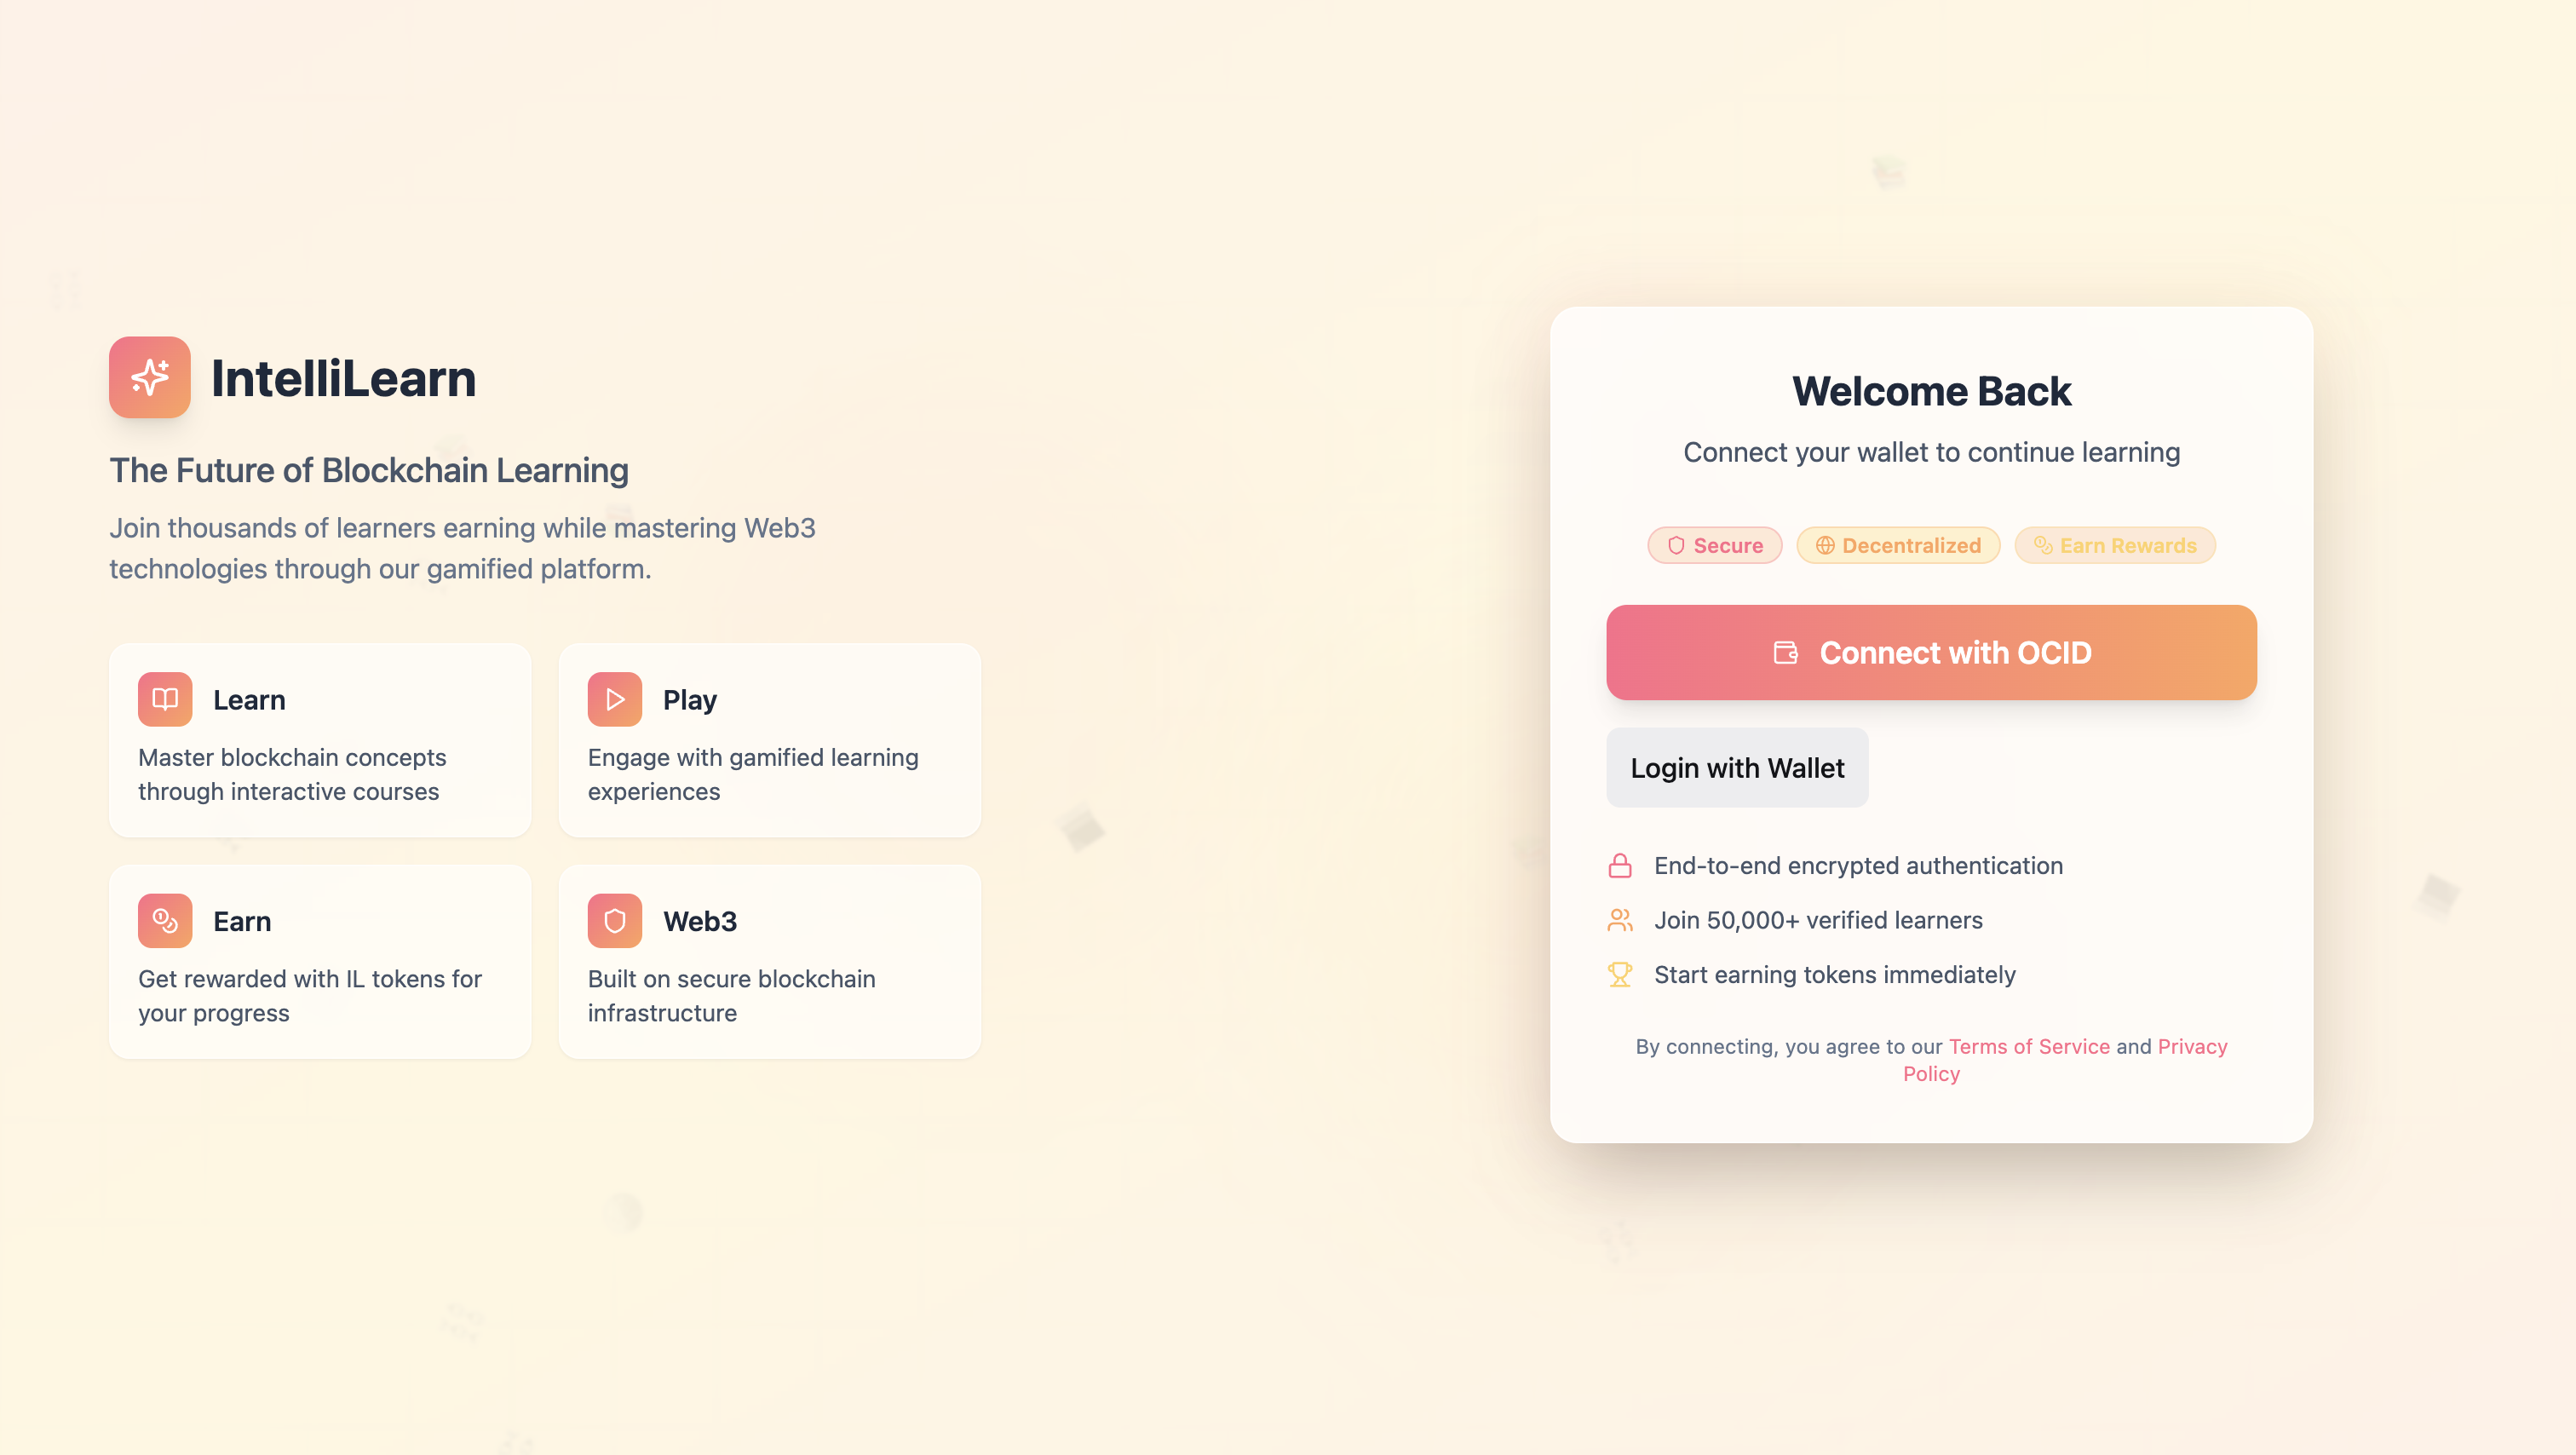 IntelliLearn
The Future of Blockchain Learning
Join thousands of learners earning while mastering Web3
technologies through our gamified platform.
Learn
Master blockchain concepts
through interactive courses
Play
Engage with gamified learning
experiences
Earn
Get rewarded with IL tokens for
your progress
Web3
Built on secure blockchain
infrastructure
Welcome Back
Connect your wallet to continue learning
Secure
Decentralized
Earn Rewards
Connect with OCID
Login with Wallet
End-to-end encrypted authentication
Join 50,000+ verified learners
Start earning tokens immediately
By connecting, you agree to our Terms of Service and Privacy
Policy